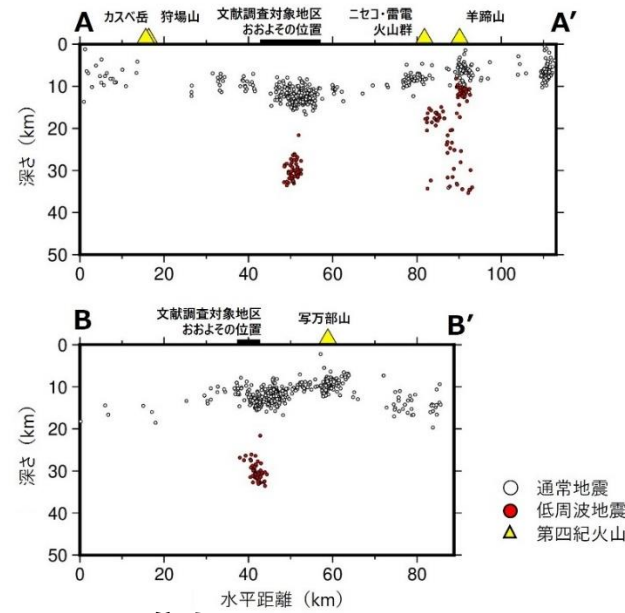 カスベ岳
狩場山
文献調査対象地区
おおよその位置
ニセコ・雷電
火山群
羊蹄山
A
A′
0
10
20
30
40
50
深さ（km）
0
20
40
60
80
100
文献調査対象地区
おおよその位置
写万部山
B
B′
0
10
20
30
40
50
深さ（km）
0
20
40
60
80
水平距離（km）
通常地震
低周波地震
第四紀火山